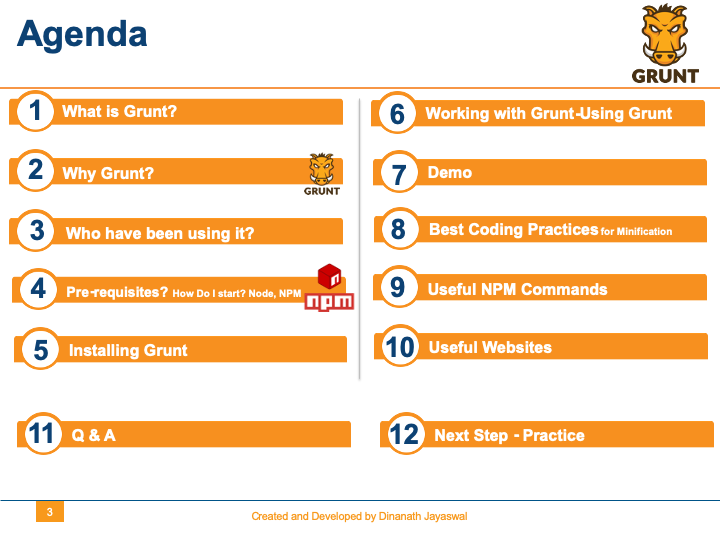 Agenda
GRUNT
1 What is Grunt?
2 Why Grunt?
GRUNT
3 Who have been using it?
4 Pre-requisites? How Do I start? Node, NPM
n
npm
5 Installing Grunt
6 Working with Grunt-Using Grunt
7 Demo
8 Best Coding Practices for Minification
9 Useful NPM Commands
10 Useful Websites
11 Q & A
12 Next Step - Practice
3
Created and Developed by Dinanath Jayaswal